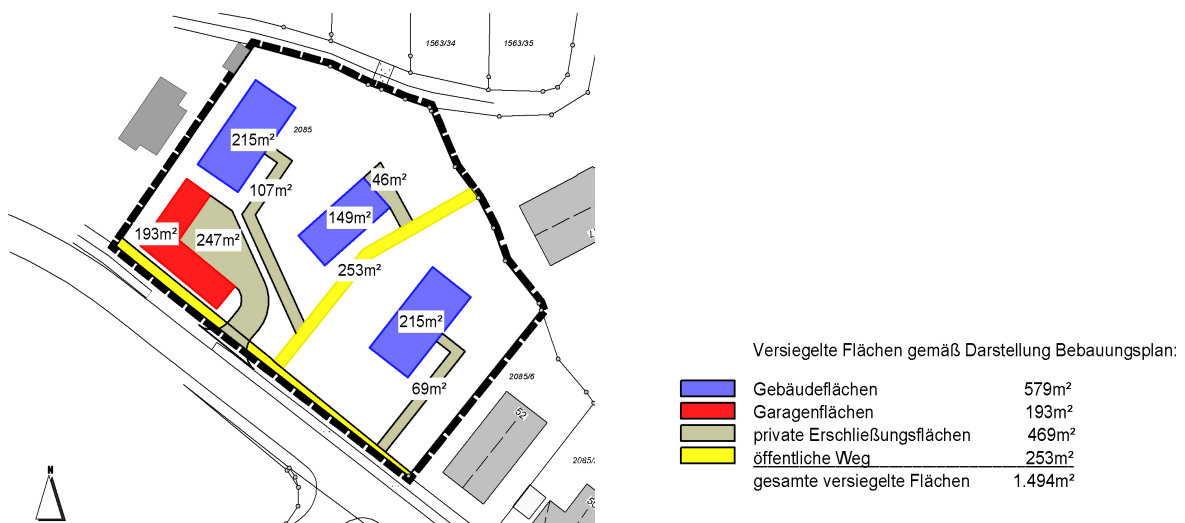 1563/34
1563/35
215m²
2085
107m²
46m²
149m²
193m²
247m²
253m²
215m²
69m²
2085/6
52
N
Versiegelte Flächen gemäß Darstellung Bebauungsplan:
Gebäudeflächen 579m²
Garagenflächen 193m²
private Erschließungsflächen 469m²
öffentliche Weg 253m²
gesamte versiegelte Flächen 1.494m²